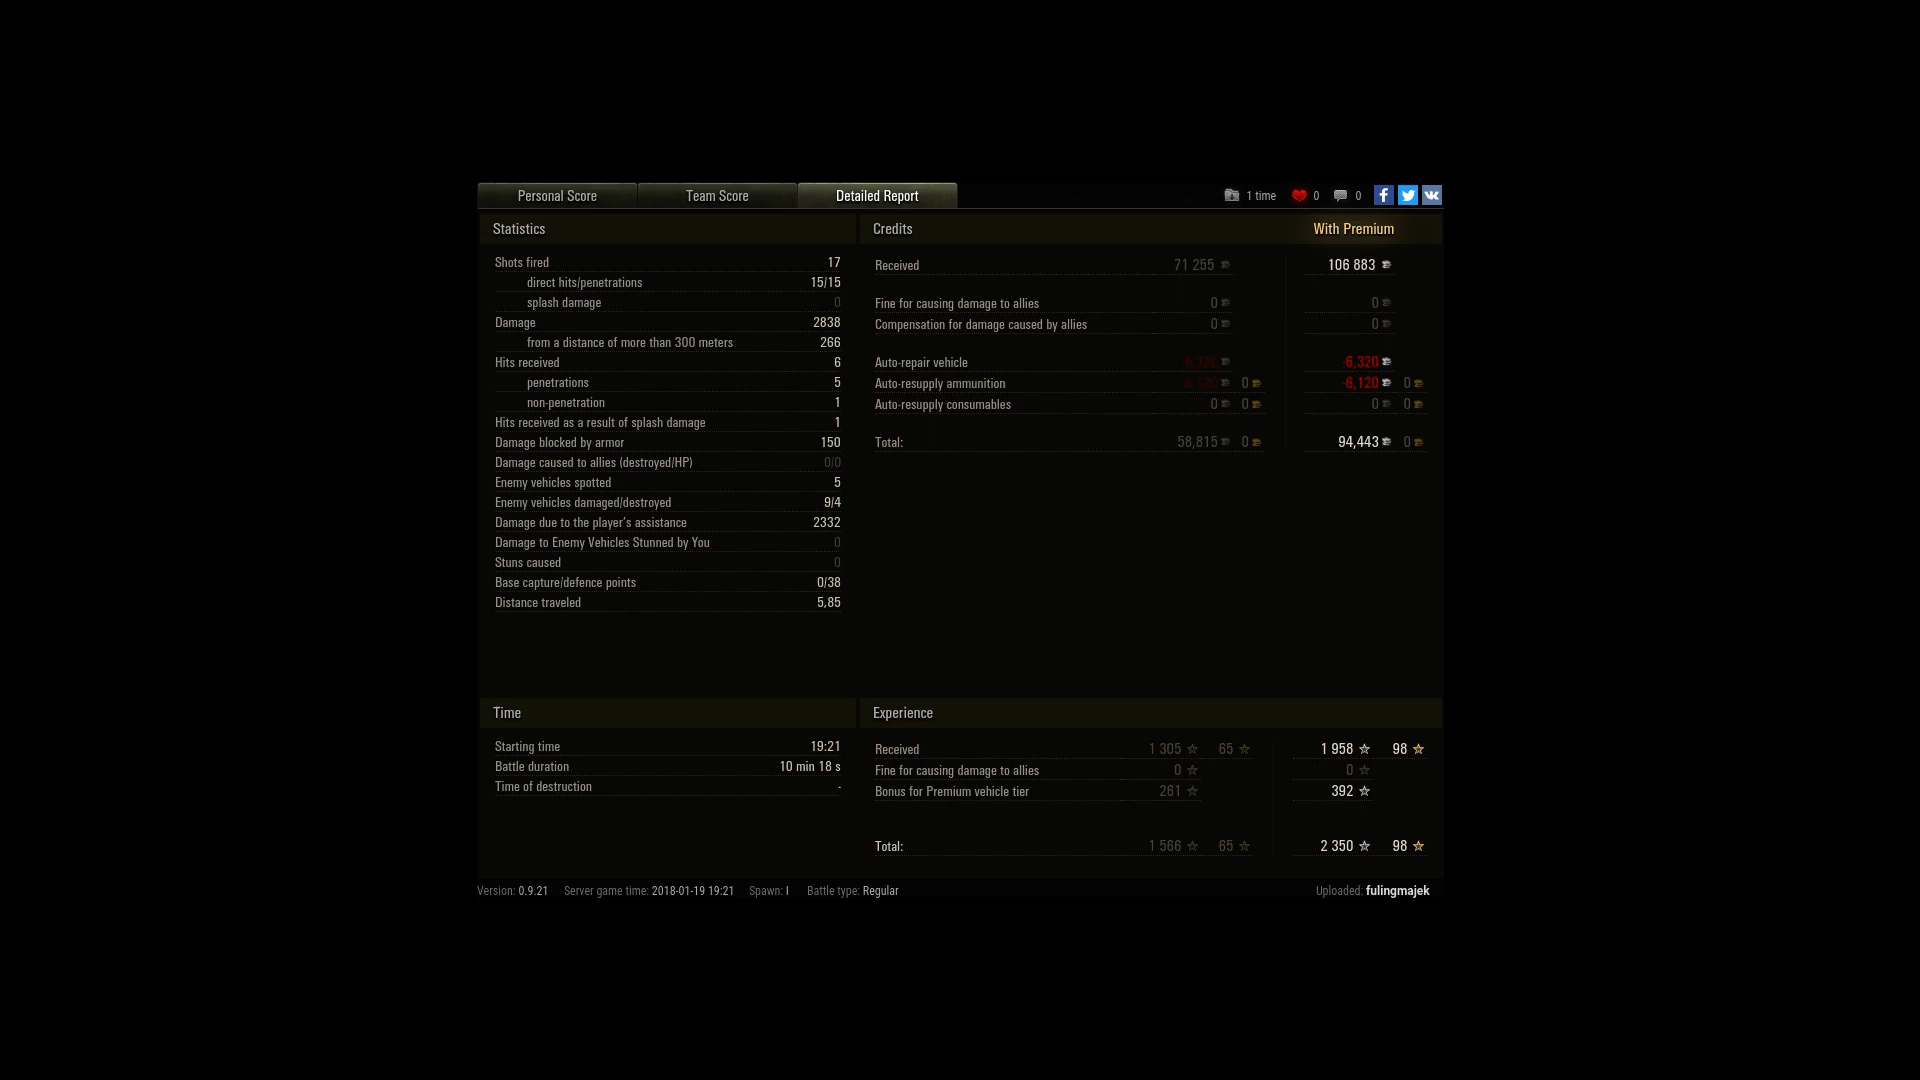 Personal Score Team Score Detailed Report 1 time 0 0
Statistics
Shots fired 17
direct hits/penetrations 15/15
splash damage 0
Damage 2838
from a distance of more than 300 meters 266
Hits received 6
penetrations 5
non-penetration 1
Hits received as a result of splash damage 1
Damage blocked by armor 150
Damage caused to allies (destroyed/HP) 0/0
Enemy vehicles spotted 5
Enemy vehicles damaged/destroyed 9/4
Damage due to the player's assistance 2332
Damage to Enemy Vehicles Stunned by You 0
Stuns caused 0
Base capture/defence points 0/38
Distance traveled 5,85
Credits With Premium
Received 71 255 106 883
Fine for causing damage to allies 0 0
Compensation for damage caused by allies 0 0
Auto-repair vehicle -6,320
Auto-resupply ammunition 0 -6,120 0
Auto-resupply consumables 0 0 0 0
Total: 58,815 0 94,443 0
Time
Starting time 19:21
Battle duration 10 min 18 s
Time of destruction -
Experience
Received 1 305 65 1 958 98
Fine for causing damage to allies 0 0
Bonus for Premium vehicle tier 261 392
Total: 1 566 65 2 350 98
Version: 0.9.21 Server game time: 2018-01-19 19:21 Spawn: I Battle type: Regular Uploaded: fulingmajek